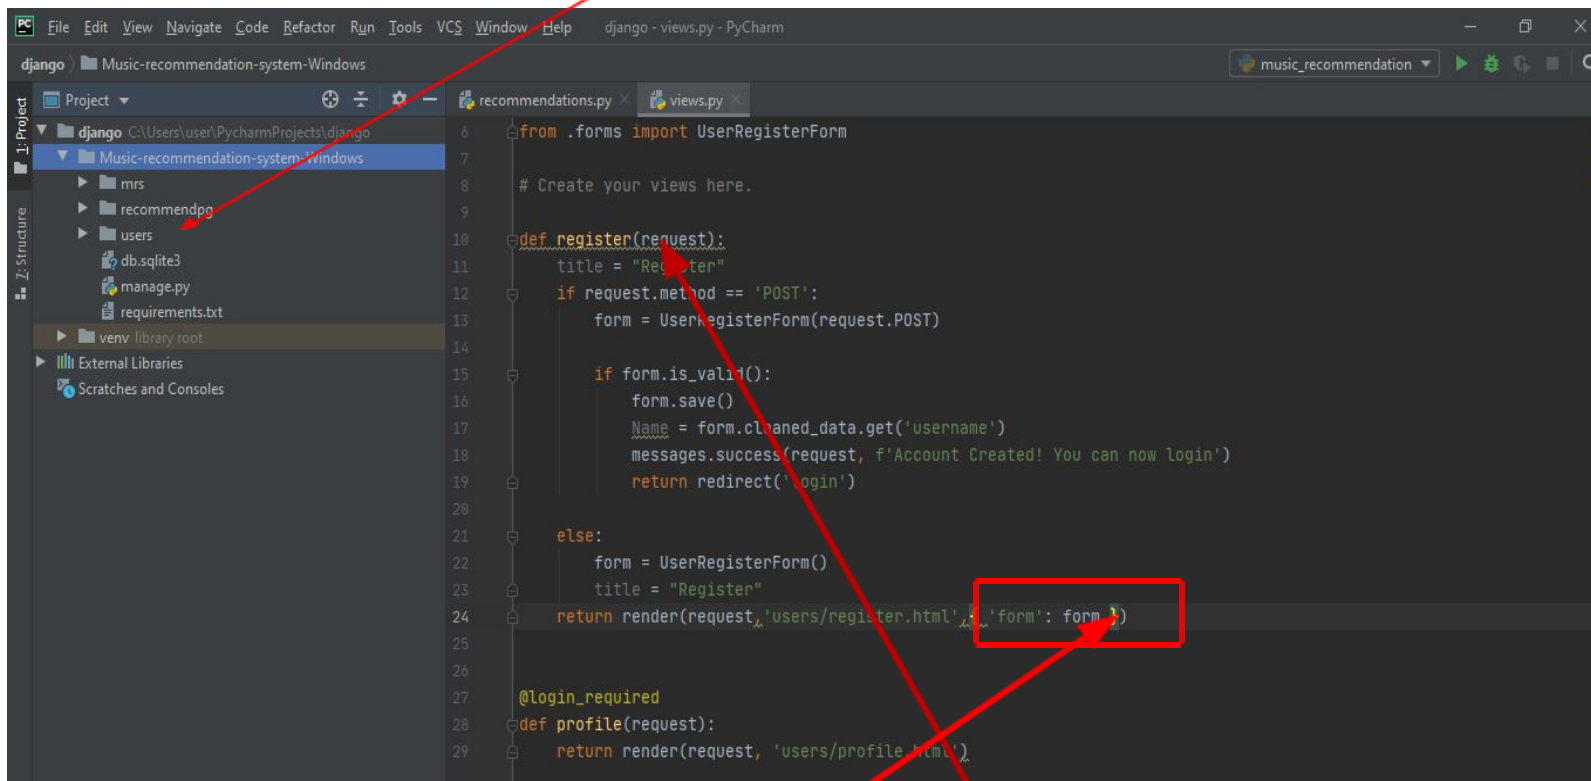 PC File Edit View Navigate Code Refactor Run Tools VCS Window Help django - views.py - PyCharm
django Music-recommendation-system-Windows music_recommendation
1: Project
7: Structure
Project
django C:\Users\user\PycharmProjects\django
Music-recommendation-system-Windows
mrs
recommendpg
users
db.sqlite3
manage.py
requirements.txt
venv library root
External Libraries
Scratches and Consoles
recommendations.py views.py
6 from .forms import UserRegisterForm
7
8 # Create your views here.
9
10 def register(request):
11 title = "Register"
12 if request.method == 'POST':
13 form = UserRegisterForm(request.POST)
14
15 if form.is_valid():
16 form.save()
17 Name = form.cleaned_data.get('username')
18 messages.success(request, f'Account Created! You can now login')
19 return redirect('login')
20
21 else:
22 form = UserRegisterForm()
23 title = "Register"
24 return render(request,'users/register.html',{ 'form': form })
25
26
27 @login_required
28 def profile(request):
29 return render(request, 'users/profile.html')